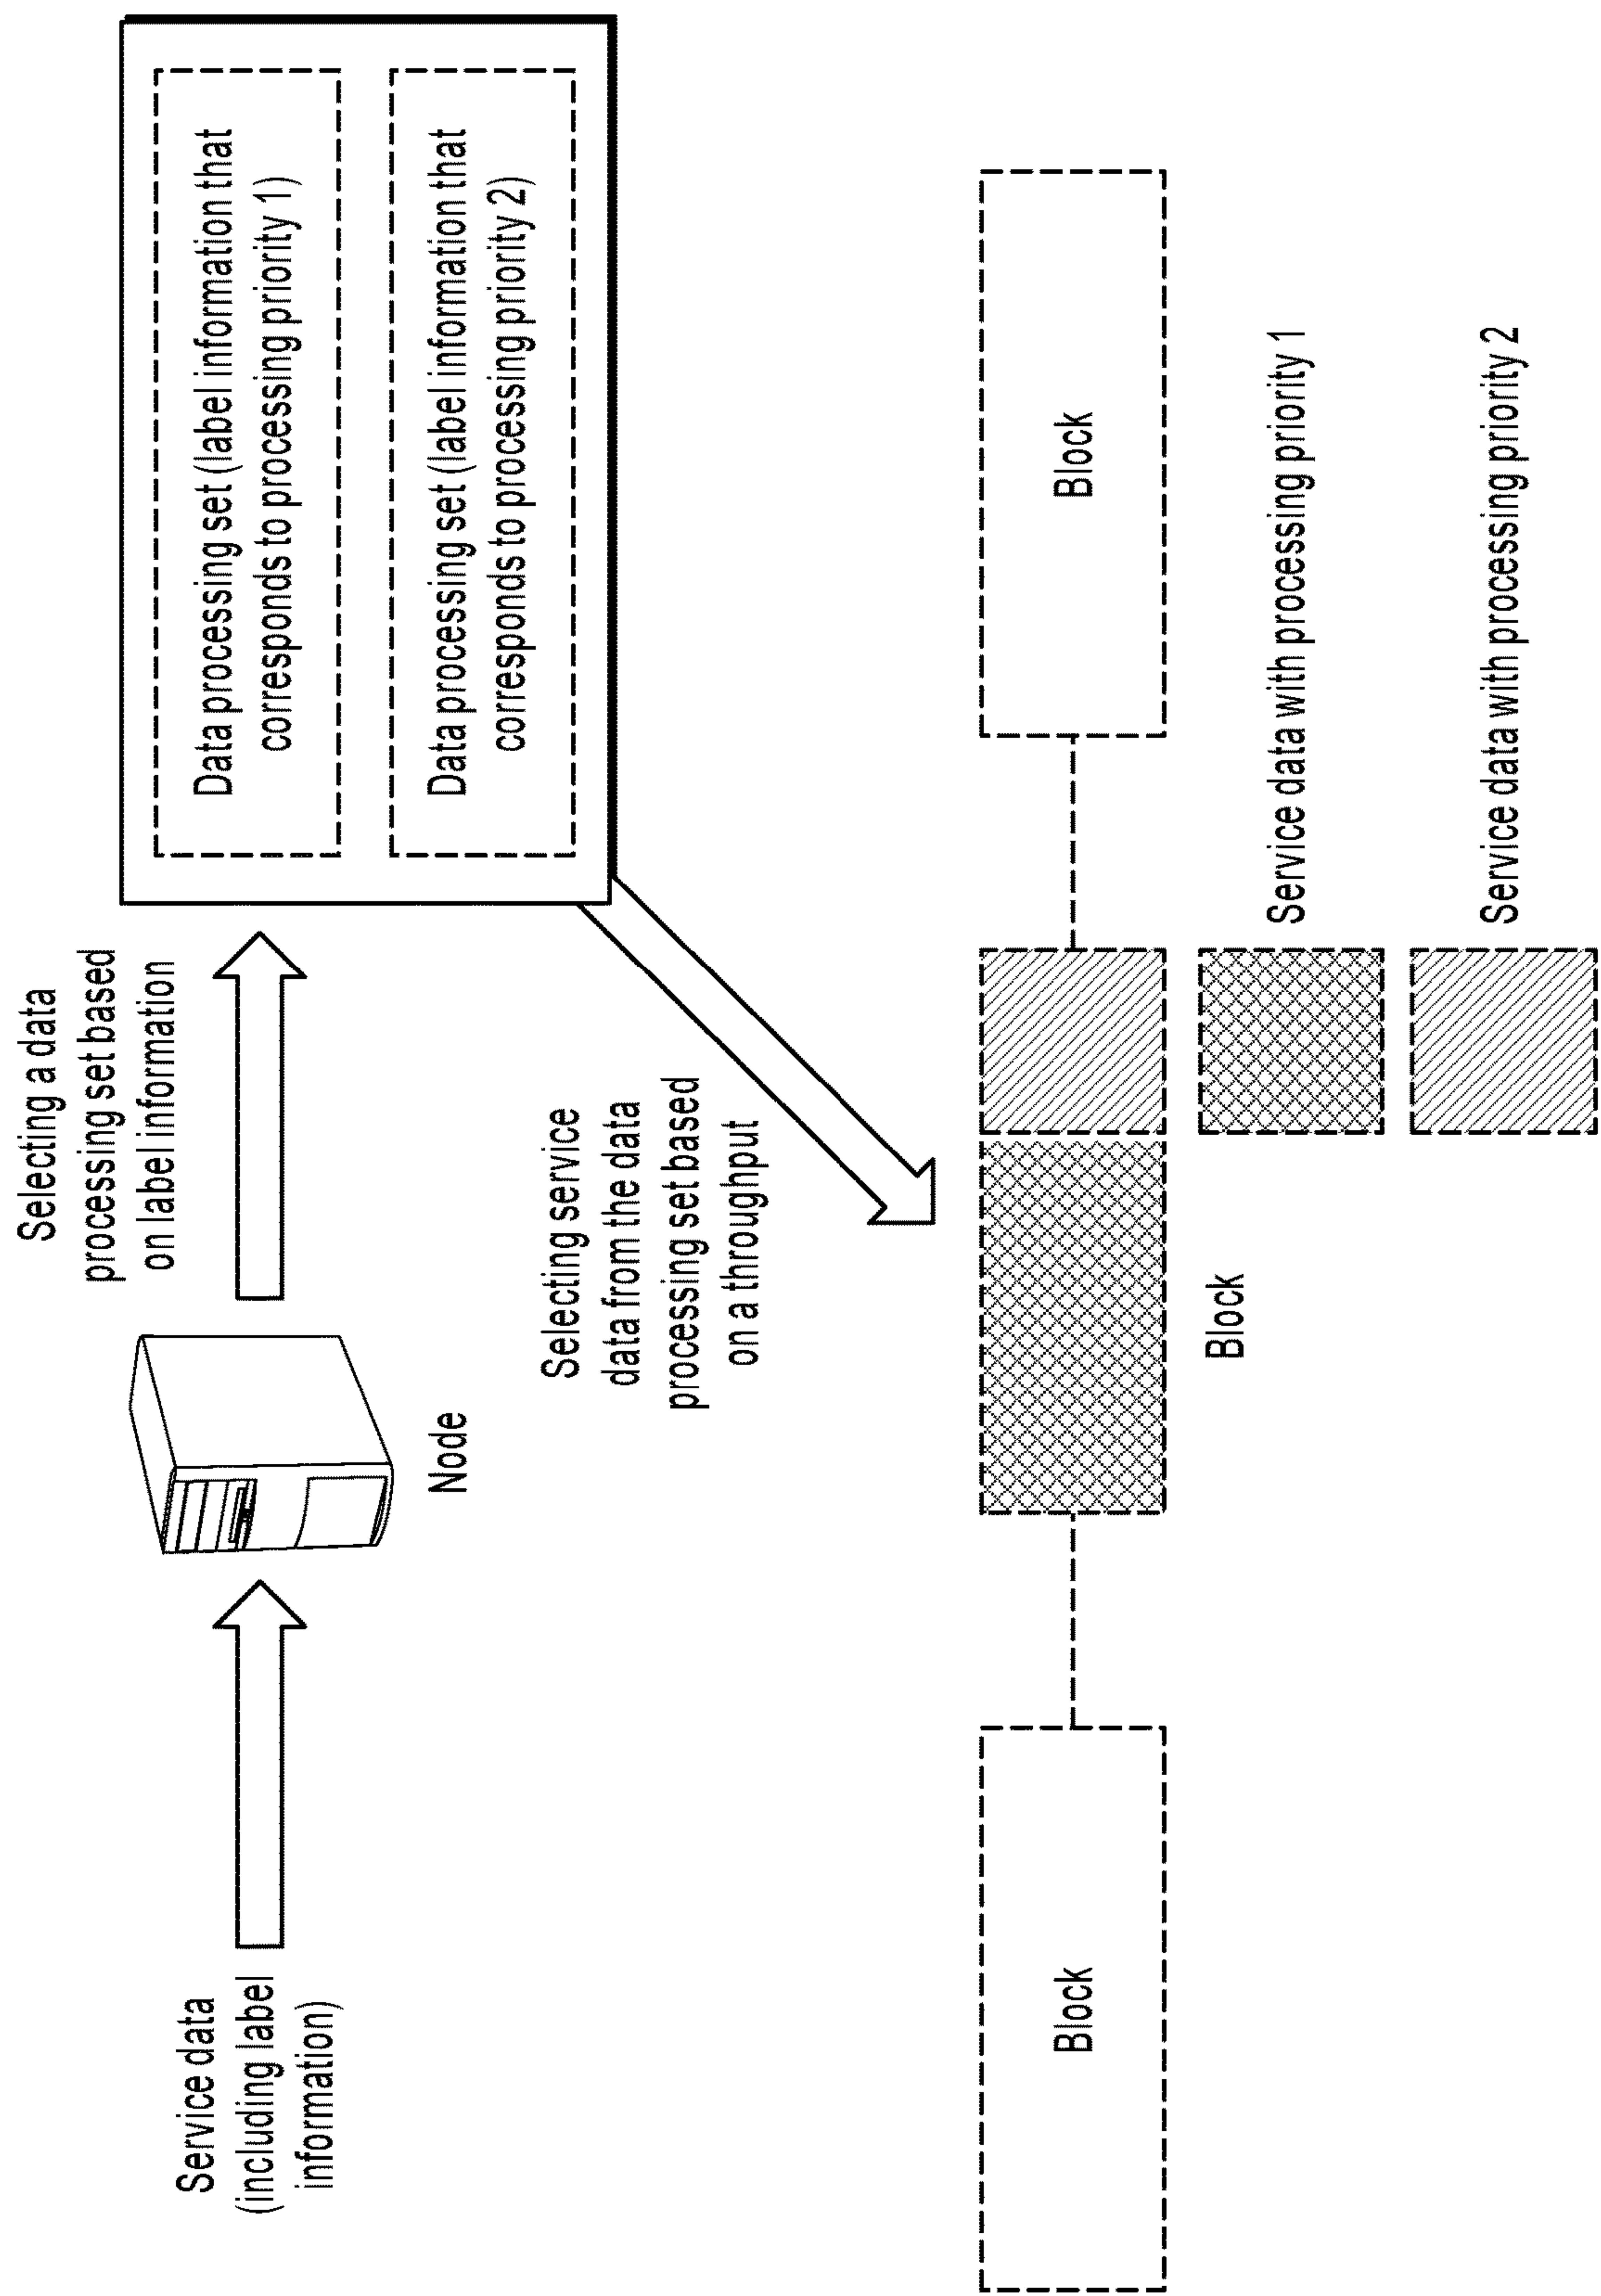 Service data
(including label
information)
Node
Selecting a data
processing set based
on label information
Data processing set (label information that
corresponds to processing priority 1)
Data processing set (label information that
corresponds to processing priority 2)
Selecting service
data from the data
processing set based
on a throughput
Block
Block
Block
Service data with processing priority 1
Service data with processing priority 2